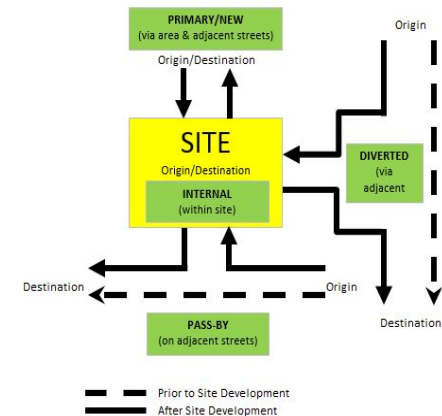 PRIMARY/NEW
(via area & adjacent streets)
Origin/Destination
Origin
SITE
Origin/Destination
INTERNAL
(within site)
DIVERTED
(via
adjacent
Destination
Origin
Destination
PASS-BY
(on adjacent streets)
Prior to Site Development
After Site Development